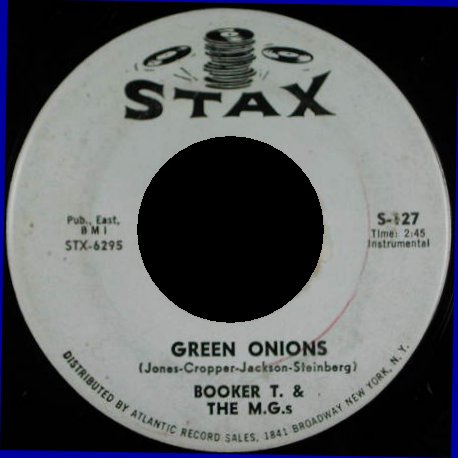 STAX
Pub., East,
B M I
STX-6295
Time: 2:45
Instrumental
GREEN ONIONS
(Jones-Cropper-Jackson-Steinberg)
BOOKER T. &
THE M.G.s
DISTRIBUTED BY ATLANTIC RECORD SALES, 1841 BROADWAY NEW YORK, N. Y.